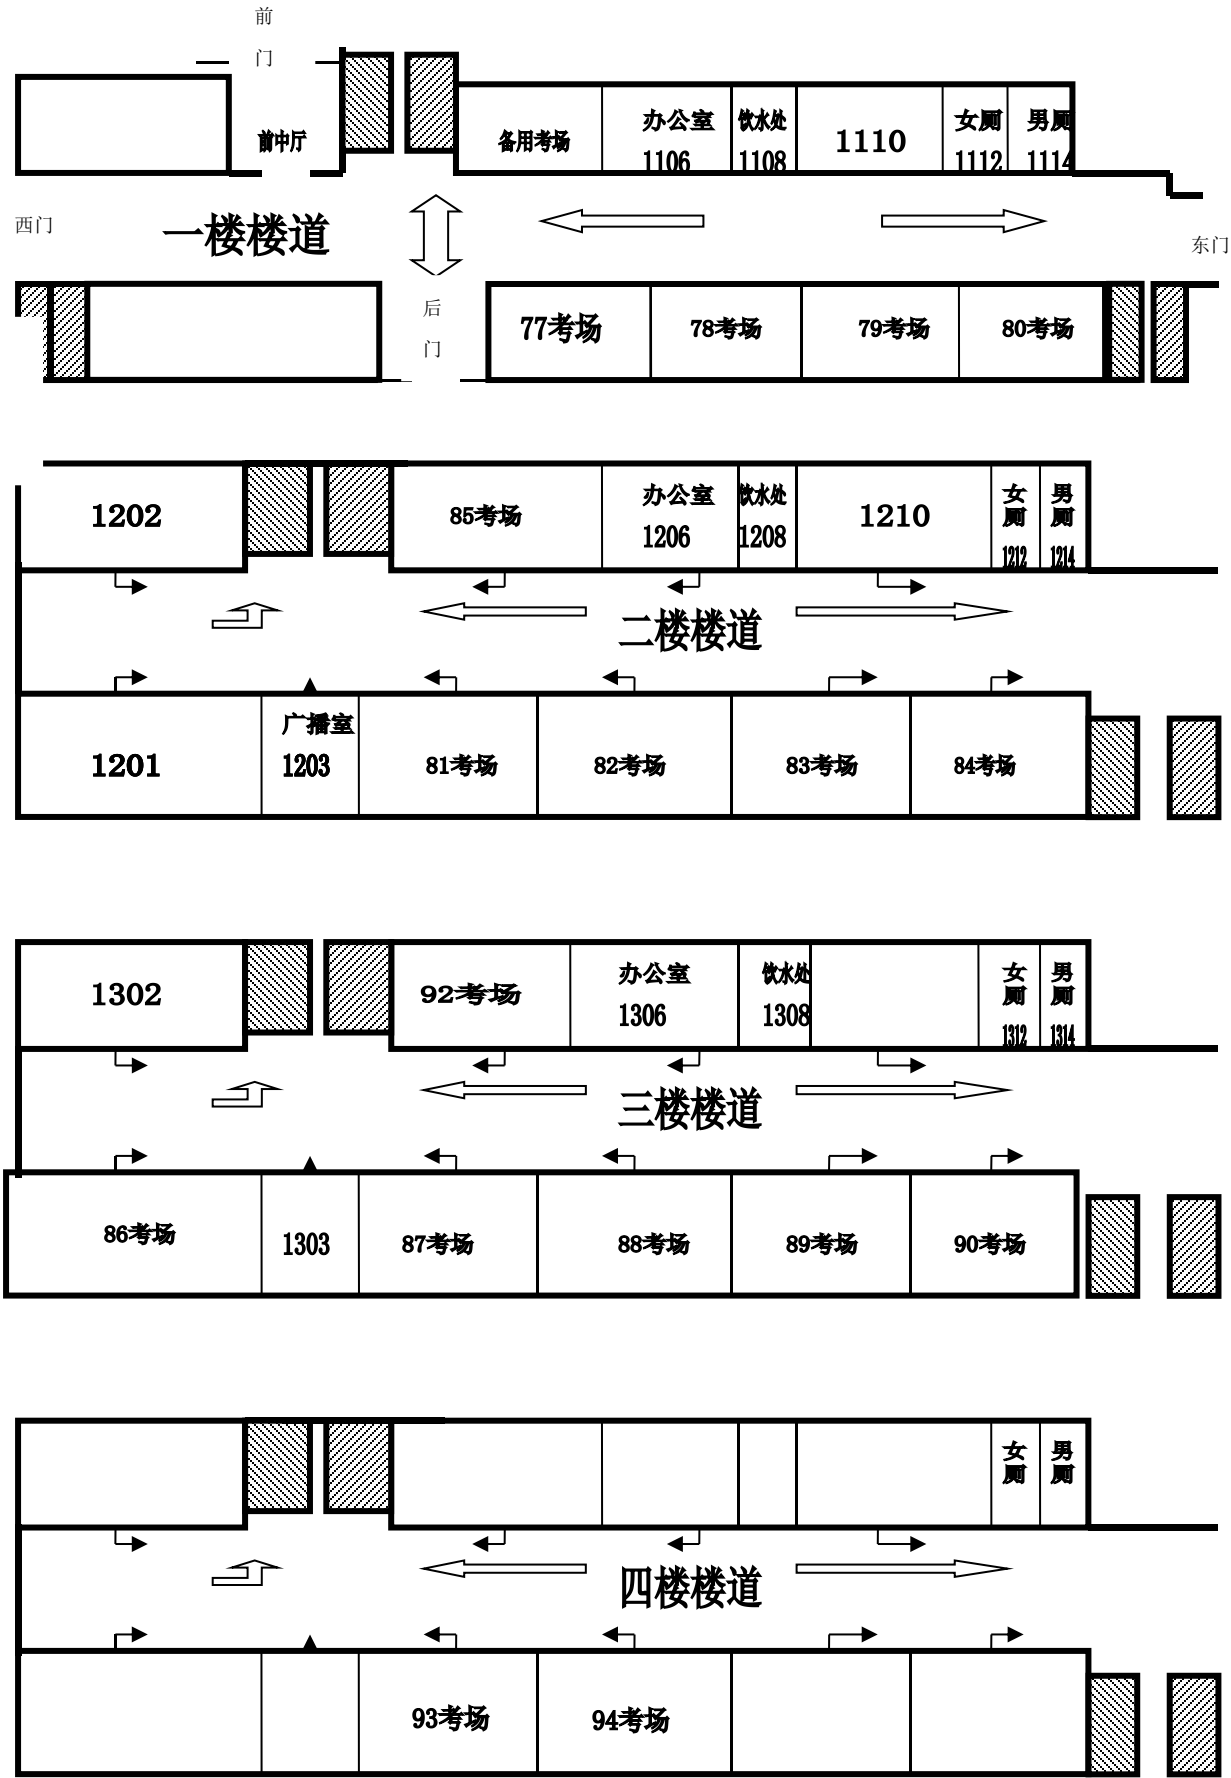 前
门
前中厅
备用考场
办公室
1106
饮水处
1108
1110
女厕
1112
男厕
1114
西门
一楼楼道
东门
后
门
77考场
78考场
79考场
80考场
1202
85考场
办公室
1206
饮水处
1208
1210
女
厕
1212
男
厕
1214
二楼楼道
1201
广播室
1203
81考场
82考场
83考场
84考场
1302
92考场
办公室
1306
饮水处
1308
女
厕
1312
男
厕
1314
三楼楼道
86考场
1303
87考场
88考场
89考场
90考场
女
厕
男
厕
四楼楼道
93考场
94考场